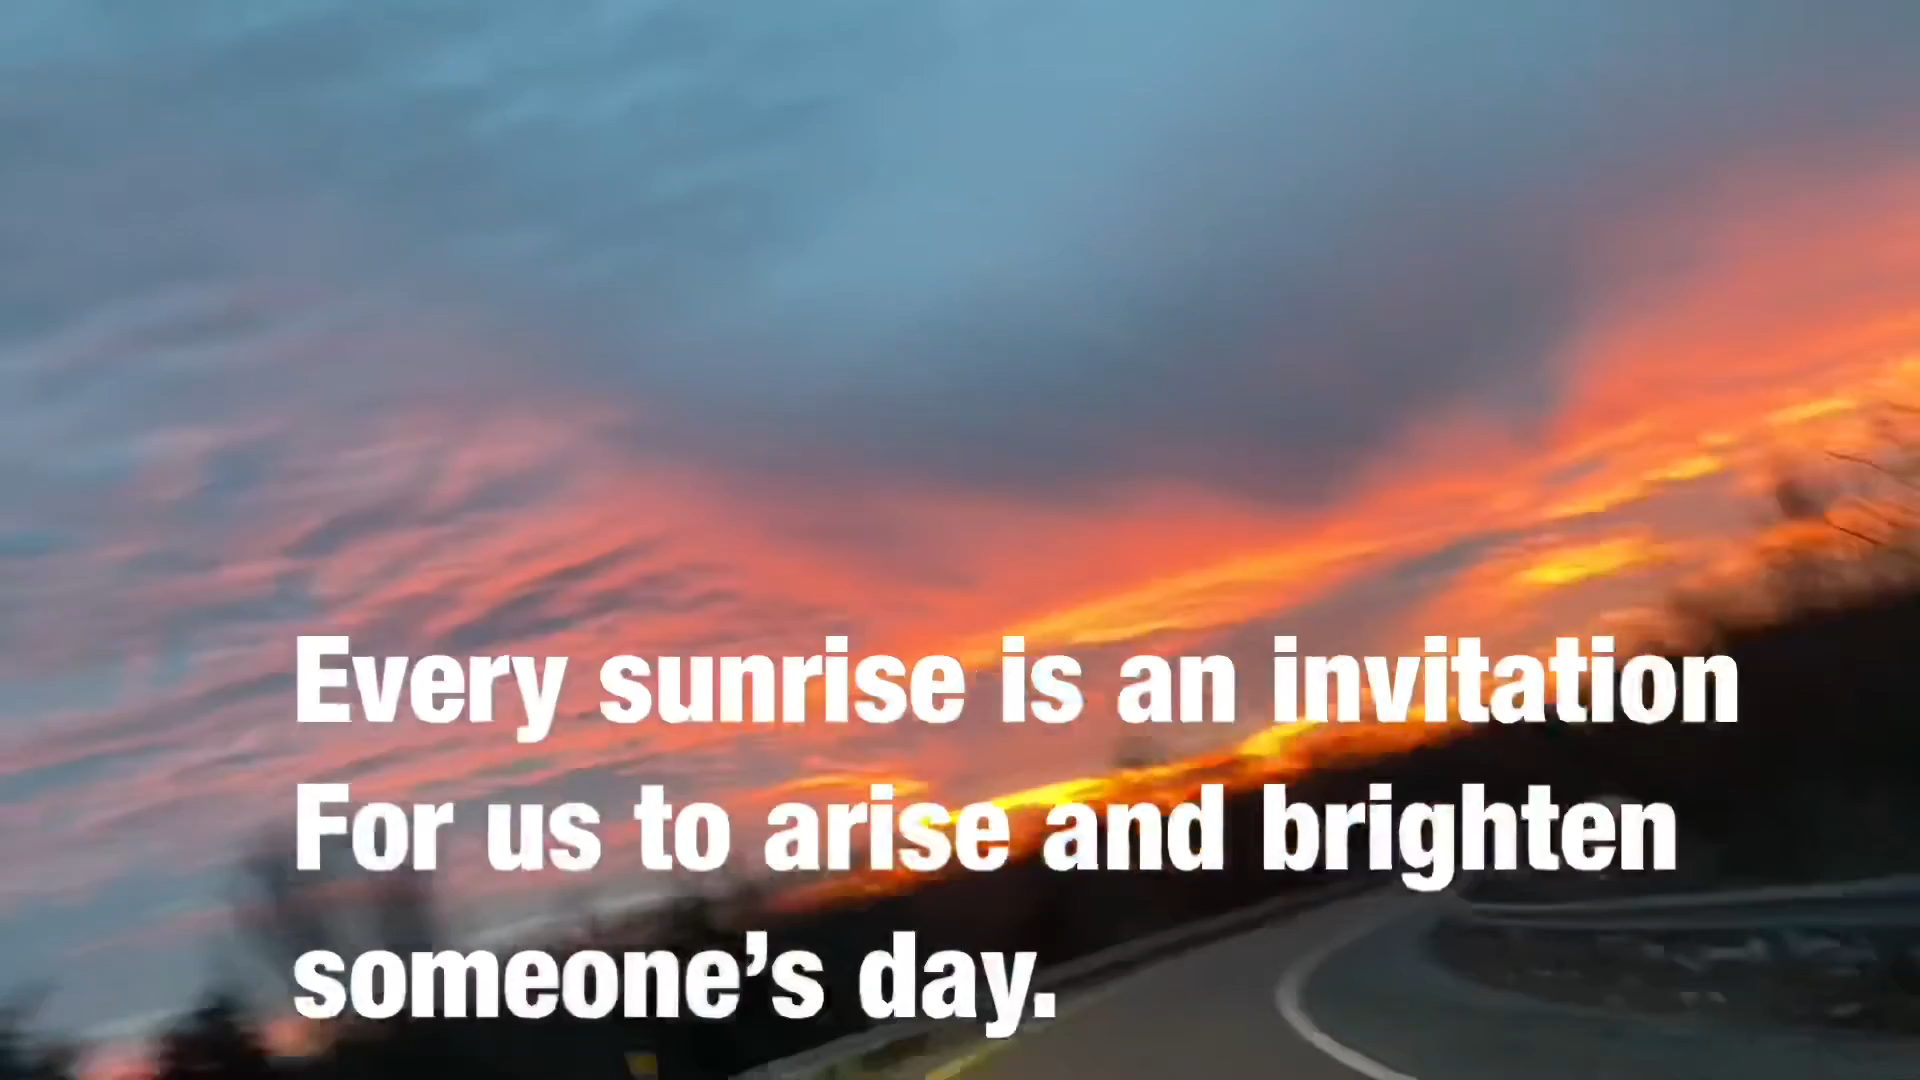 Every sunrise is an invitation
For us to arise and brighten
someone’s day.